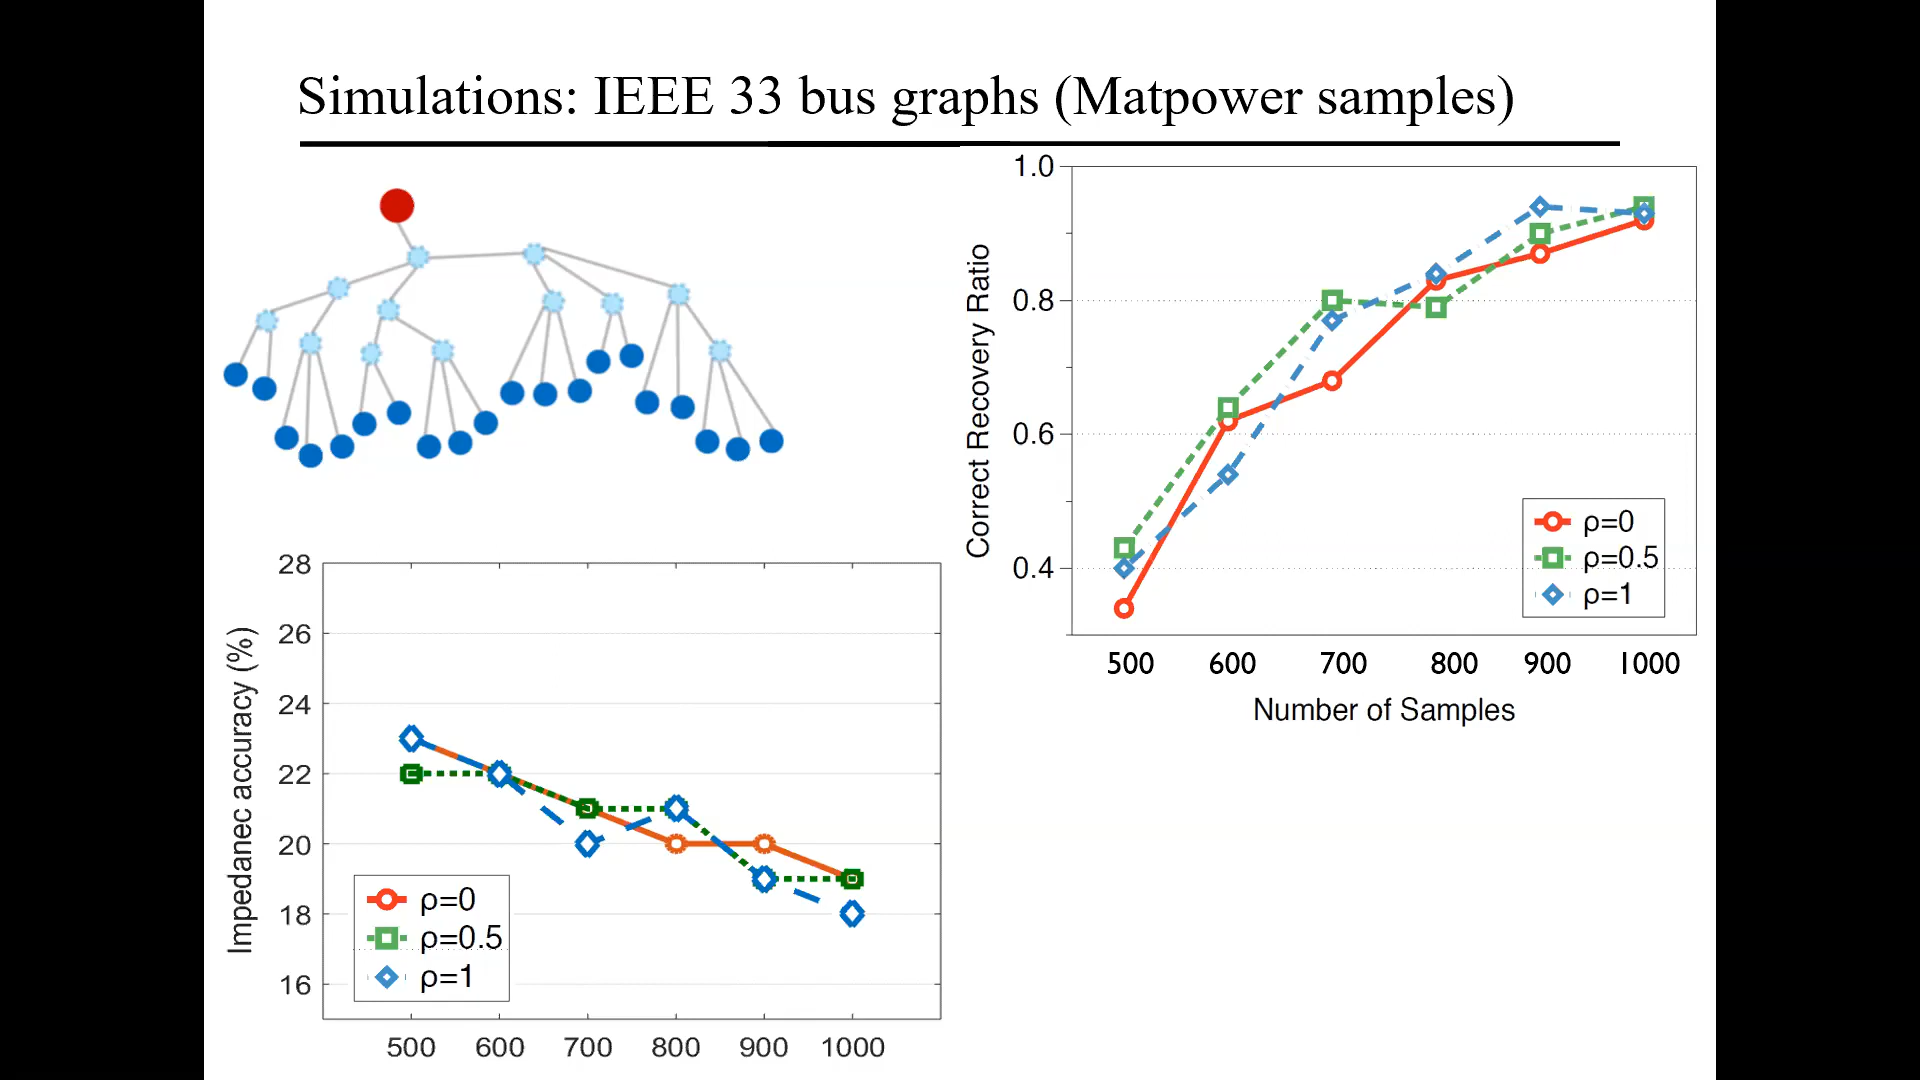 Simulations: IEEE 33 bus graphs (Matpower samples)
1.0
0.8
0.6
0.4
Correct Recovery Ratio
ρ=0
ρ=0.5
ρ=1
500 600 700 800 900 1000
Number of Samples
28
26
24
22
20
18
16
Impedanec accuracy (%)
ρ=0
ρ=0.5
ρ=1
500 600 700 800 900 1000